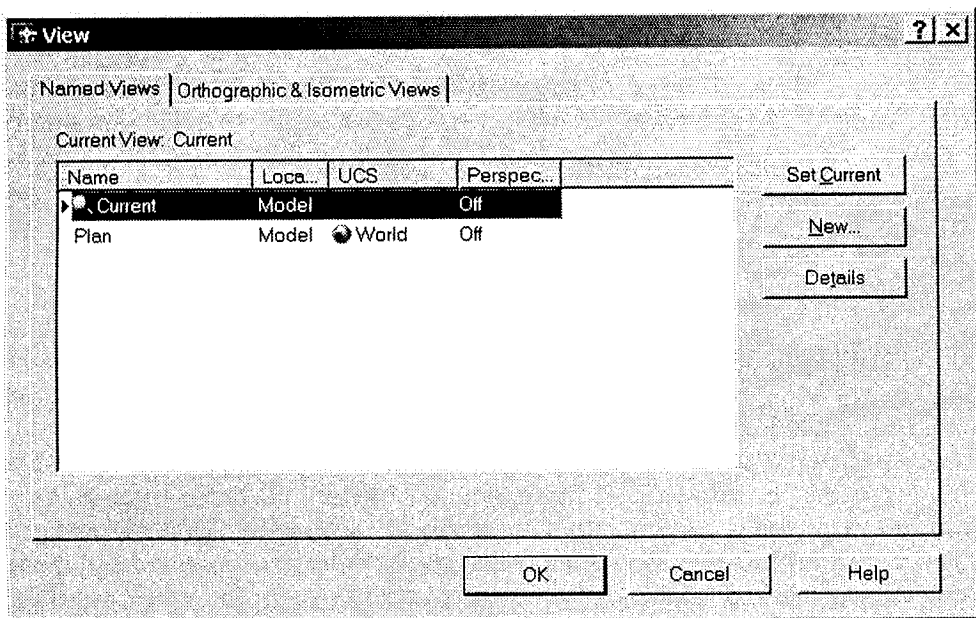 View
? ×
Named Views Orthographic & Isometric Views
Current View: Current
Name Loca... UCS Perspec...
Current Model Off
Plan Model World Off
Set Current
New...
Details
OK Cancel Help